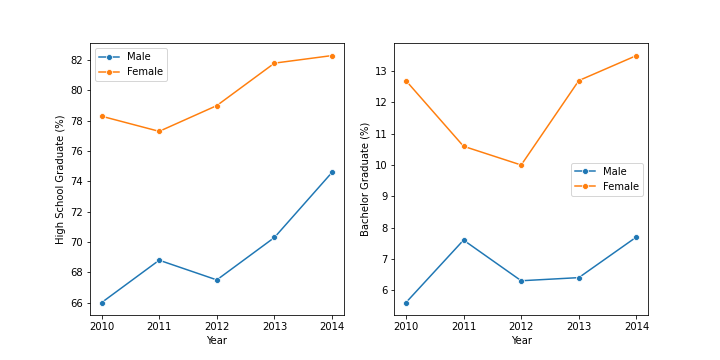 High School Graduate (%)
82
80
78
76
74
72
70
68
66
Male
Female
2010 2011 2012 2013 2014
Year
Bachelor Graduate (%)
13
12
11
10
9
8
7
6
Male
Female
2010 2011 2012 2013 2014
Year